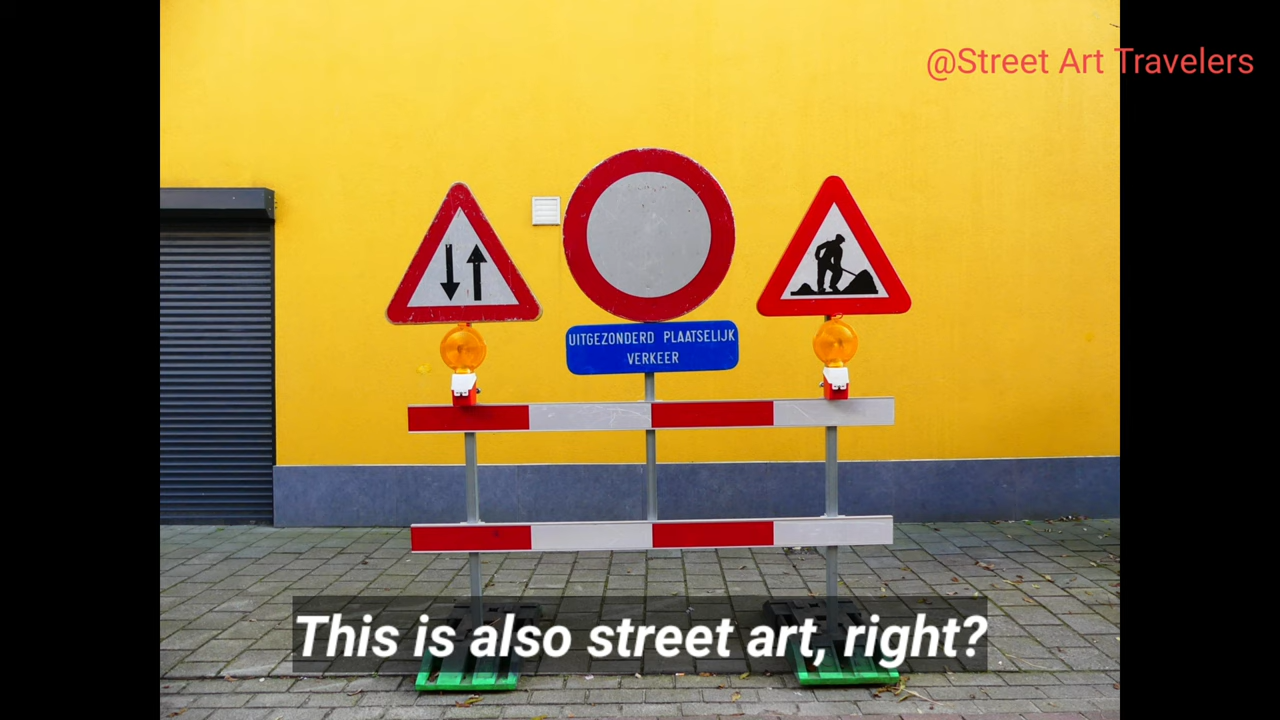 @Street Art Travelers
UITGEZONDERD PLAATSELIJK
VERKEER
This is also street art, right?